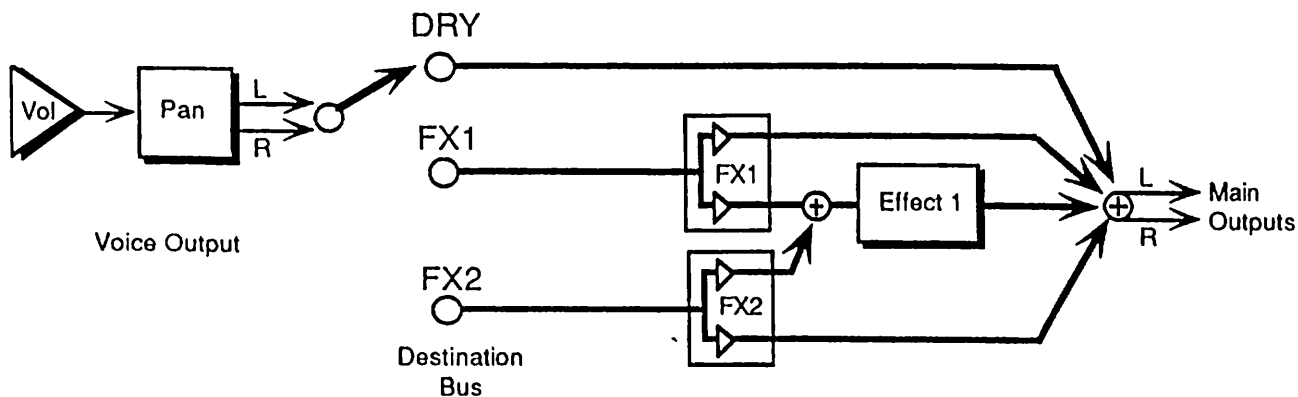 DRY
Vol
Pan
L
R
FX1
FX1
Effect 1
L
R
Main
Outputs
Voice Output
FX2
FX2
Destination
Bus